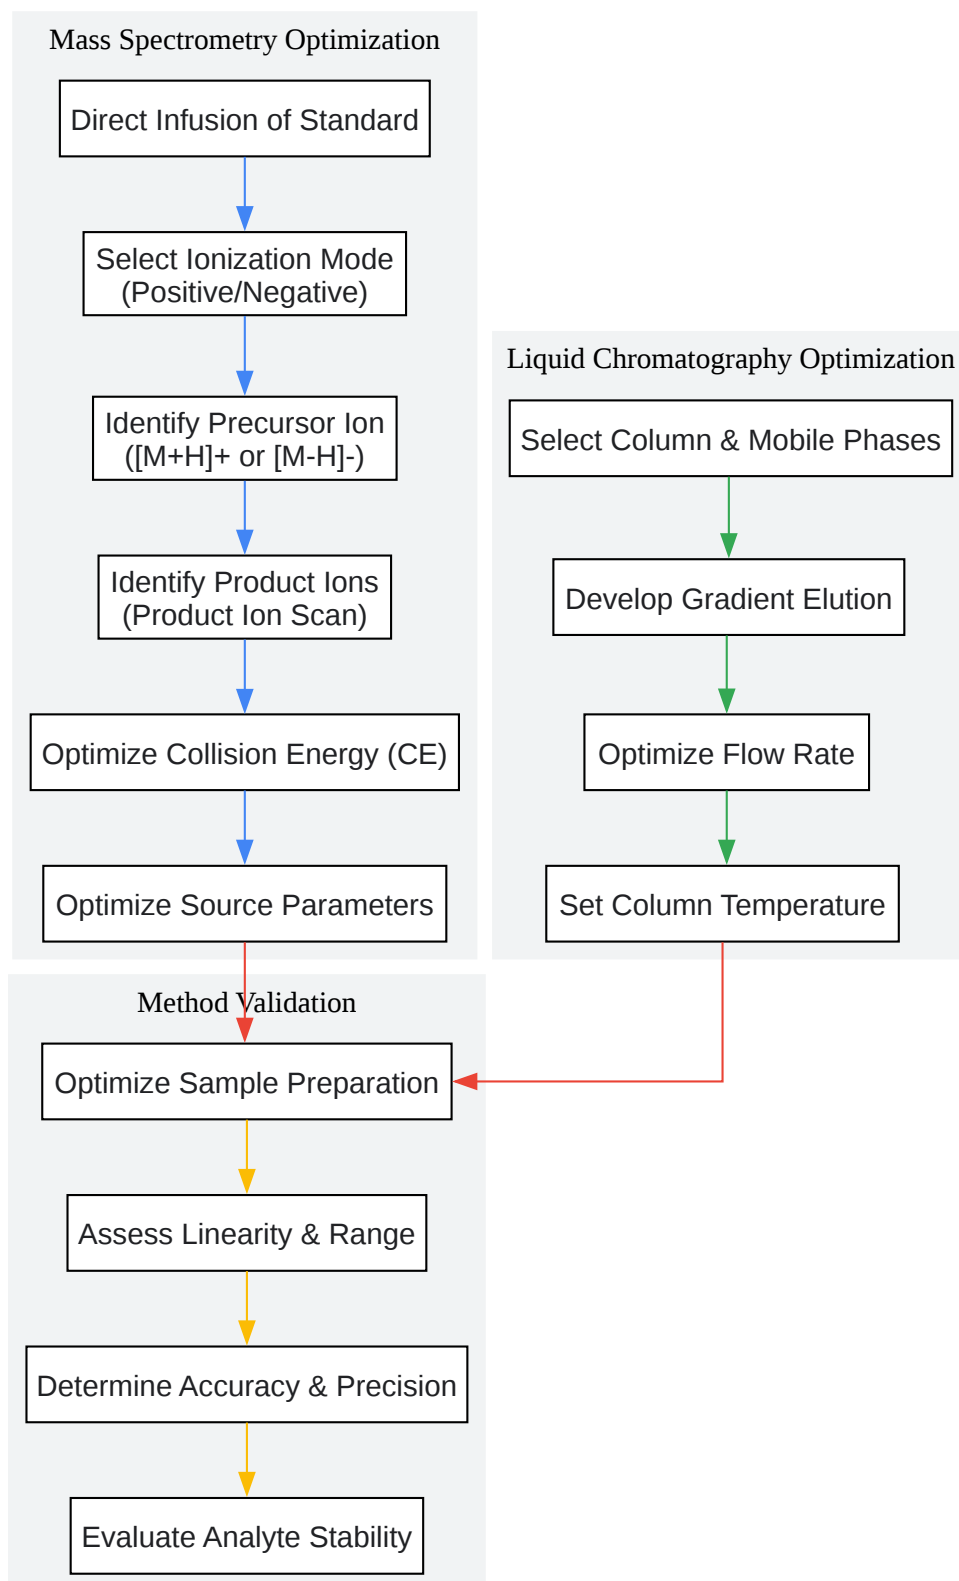 Mass Spectrometry Optimization
Direct Infusion of Standard
Select Ionization Mode
(Positive/Negative)
Identify Precursor Ion
([M+H]+ or [M-H]-)
Identify Product Ions
(Product Ion Scan)
Optimize Collision Energy (CE)
Optimize Source Parameters
Liquid Chromatography Optimization
Select Column & Mobile Phases
Develop Gradient Elution
Optimize Flow Rate
Set Column Temperature
Method Validation
Optimize Sample Preparation
Assess Linearity & Range
Determine Accuracy & Precision
Evaluate Analyte Stability